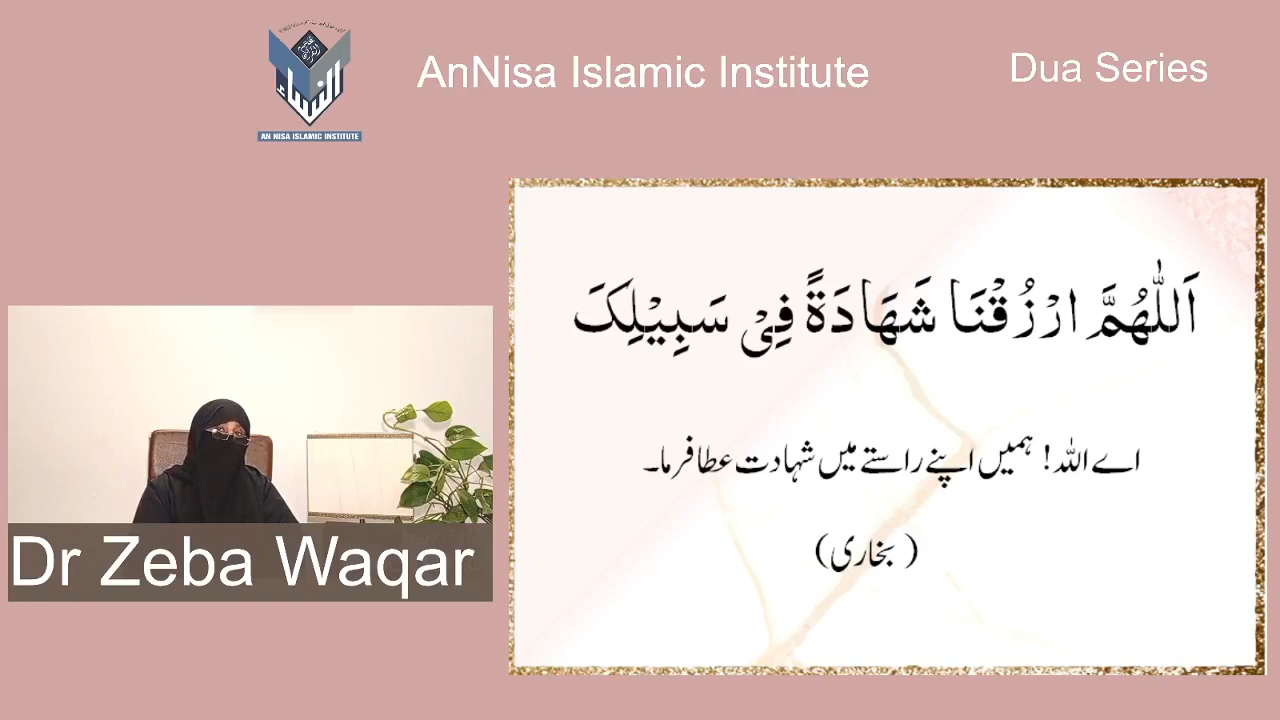 AN NISA ISLAMIC INSTITUTE
AnNisa Islamic Institute
Dua Series
اَللّٰهُمَّ ارْزُقْنَا شَهَادَةً فِیْ سَبِیْلِکَ
اے اللہ! ہمیں اپنے راستے میں شہادت عطا فرما۔
(بخاری)
Dr Zeba Waqar